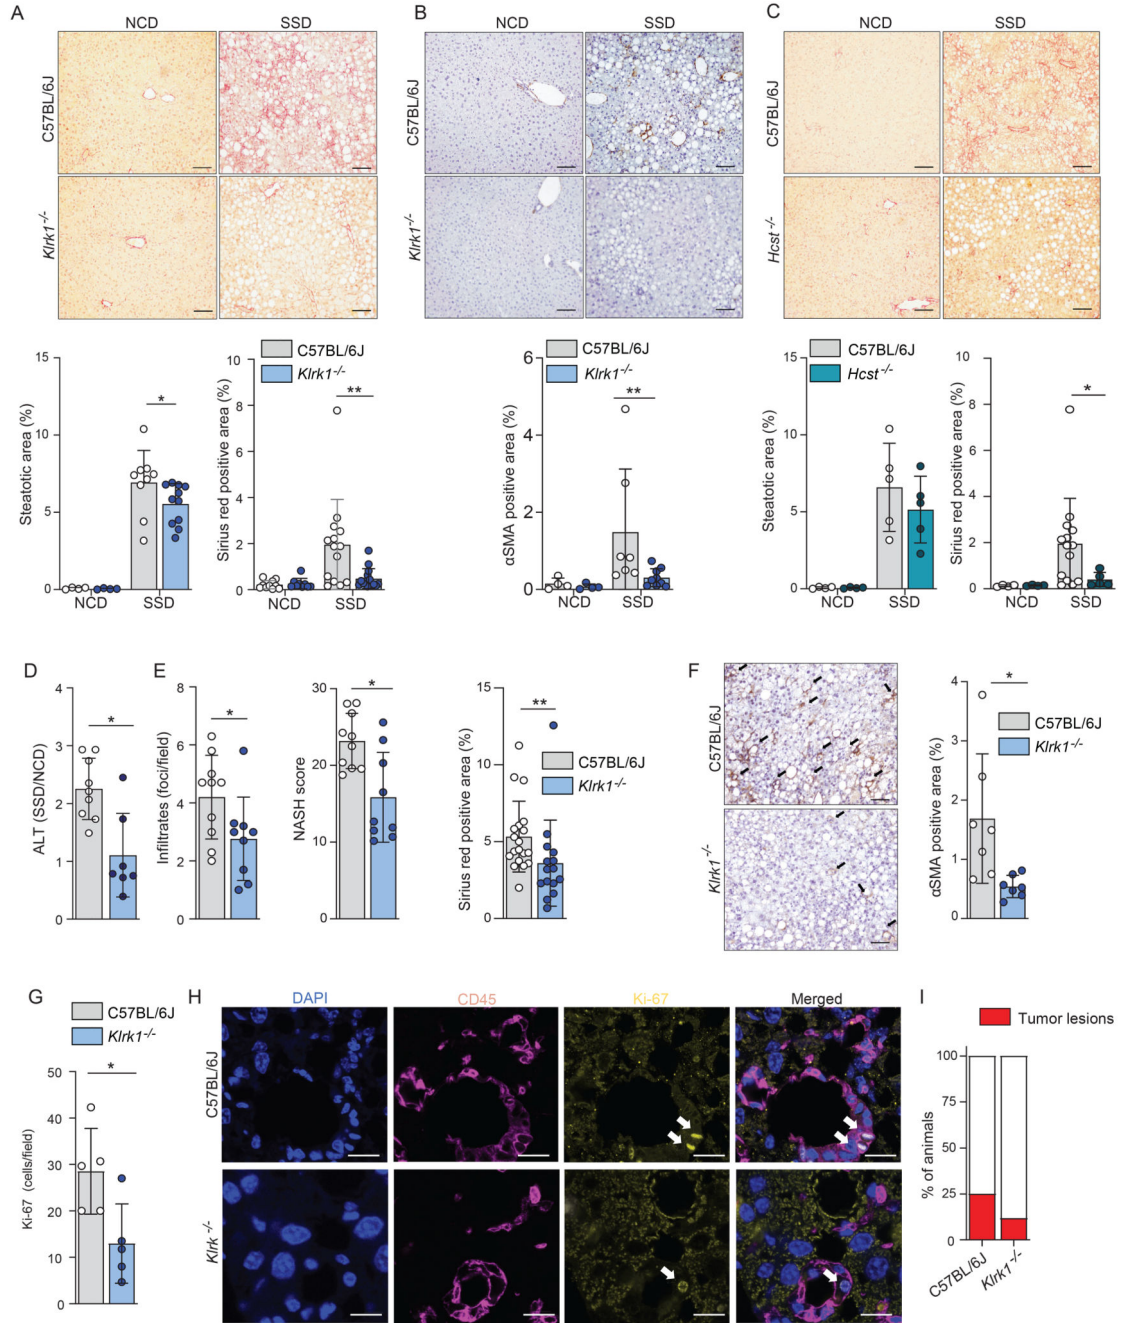 A
NCD
SSD
C57BL/6J
Klrk1-/-
B
NCD
SSD
C57BL/6J
Klrk1-/-
C
NCD
SSD
C57BL/6J
Hcst-/-
Steatotic area (%)
15
10
5
0
*
NCD
SSD
C57BL/6J
Klrk1-/-
Sirius red positive area (%)
10
8
6
4
2
0
**
NCD
SSD
C57BL/6J
Klrk1-/-
αSMA positive area (%)
6
4
2
0
**
NCD
SSD
C57BL/6J
Hcst-/-
Steatotic area (%)
15
10
5
0
NCD
SSD
Sirius red positive area (%)
10
8
6
4
2
0
*
NCD
SSD
D
ALT (SSD/NCD)
4
3
2
1
0
*
E
Infiltrates (foci/field)
8
6
4
2
0
*
NASH score
30
20
10
0
*
Sirius red positive area (%)
15
10
5
0
**
C57BL/6J
Klrk1-/-
F
C57BL/6J
Klrk1-/-
αSMA positive area (%)
4
3
2
1
0
*
C57BL/6J
Klrk1-/-
G
C57BL/6J
Klrk1-/-
Ki-67 (cells/field)
50
40
30
20
10
0
*
H
DAPI
CD45
Ki-67
Merged
C57BL/6J
Klrk-/-
I
Tumor lesions
% of animals
100
75
50
25
0
C57BL/6J
Klrk1-/-